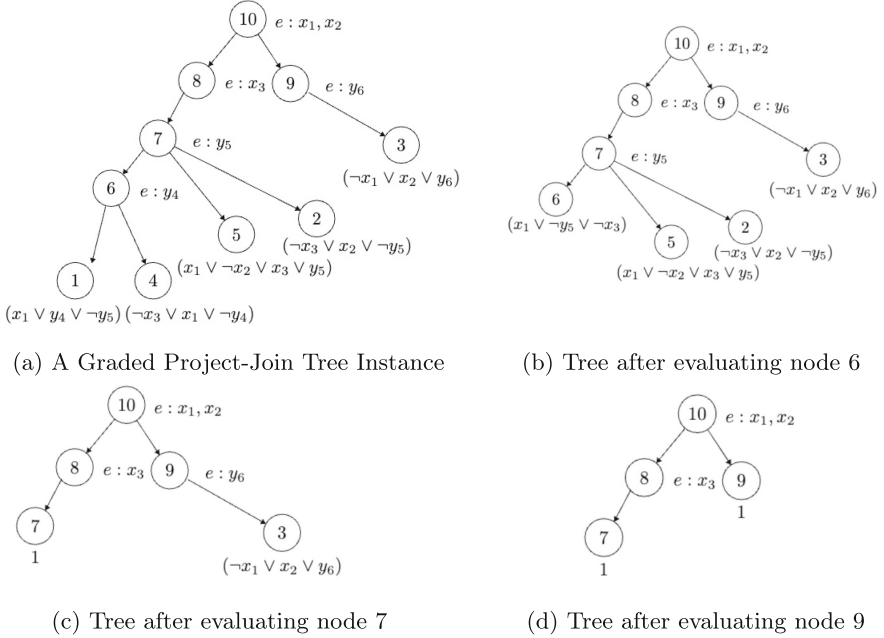 10 e : x₁, x₂
8 e : x₃ 9 e : y₆
7 e : y₅
3
(¬x₁ ∨ x₂ ∨ y₆)
6 e : y₄
5 2
(¬x₃ ∨ x₂ ∨ ¬y₅)
(x₁ ∨ ¬x₂ ∨ x₃ ∨ y₅)
1 4
(x₁ ∨ y₄ ∨ ¬y₅) (¬x₃ ∨ x₁ ∨ ¬y₄)
(a) A Graded Project-Join Tree Instance
10 e : x₁, x₂
8 e : x₃ 9 e : y₆
7 e : y₅
3
(¬x₁ ∨ x₂ ∨ y₆)
6
(x₁ ∨ ¬y₅ ∨ ¬x₃)
5 2
(¬x₃ ∨ x₂ ∨ ¬y₅)
(x₁ ∨ ¬x₂ ∨ x₃ ∨ y₅)
(b) Tree after evaluating node 6
10 e : x₁, x₂
8 e : x₃ 9 e : y₆
7 3
1
(¬x₁ ∨ x₂ ∨ y₆)
(c) Tree after evaluating node 7
10 e : x₁, x₂
8 e : x₃ 9
1
7
1
(d) Tree after evaluating node 9